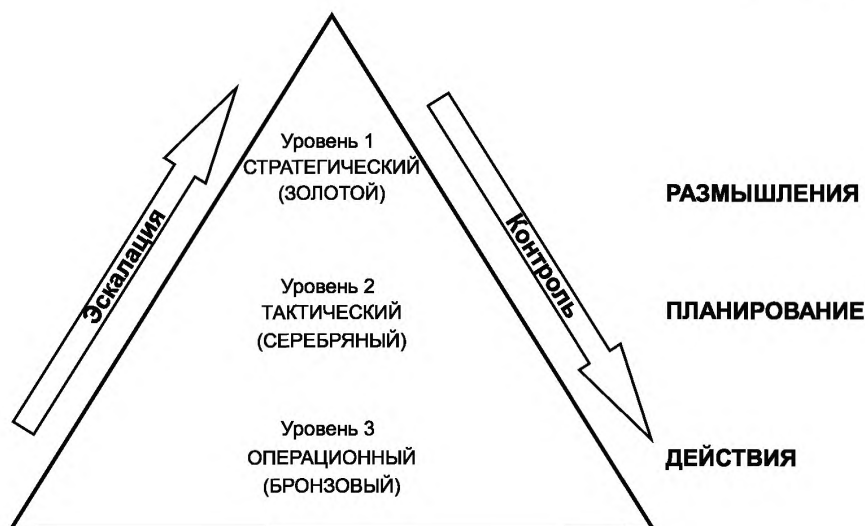 Уровень 1
СТРАТЕГИЧЕСКИЙ
(ЗОЛОТОЙ)
РАЗМЫШЛЕНИЯ
Эскалация
Контроль
Уровень 2
ТАКТИЧЕСКИЙ
(СЕРЕБРЯНЫЙ)
ПЛАНИРОВАНИЕ
Уровень 3
ОПЕРАЦИОННЫЙ
(БРОНЗОВЫЙ)
ДЕЙСТВИЯ